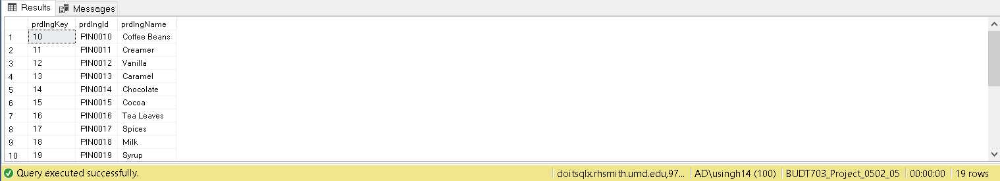 Results Messages
prdIngKey prdIngId prdIngName
1 10 PIN0010 Coffee Beans
2 11 PIN0011 Creamer
3 12 PIN0012 Vanilla
4 13 PIN0013 Caramel
5 14 PIN0014 Chocolate
6 15 PIN0015 Cocoa
7 16 PIN0016 Tea Leaves
8 17 PIN0017 Spices
9 18 PIN0018 Milk
10 19 PIN0019 Syrup
Query executed successfully. doitsqlx.rhsmith.umd.edu,97... AD\usingh14 (100) BUDT703_Project_0502_05 00:00:00 19 rows